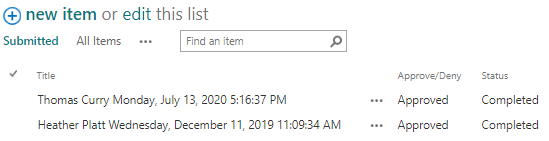 new item or edit this list
Submitted All Items ... Find an item
Title Approve/Deny Status
Thomas Curry Monday, July 13, 2020 5:16:37 PM ... Approved Completed
Heather Platt Wednesday, December 11, 2019 11:09:34 AM ... Approved Completed